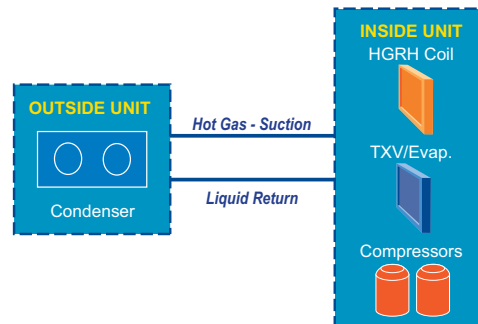 OUTSIDE UNIT
Condenser
Hot Gas - Suction
Liquid Return
INSIDE UNIT
HGRH Coil
TXV/Evap.
Compressors